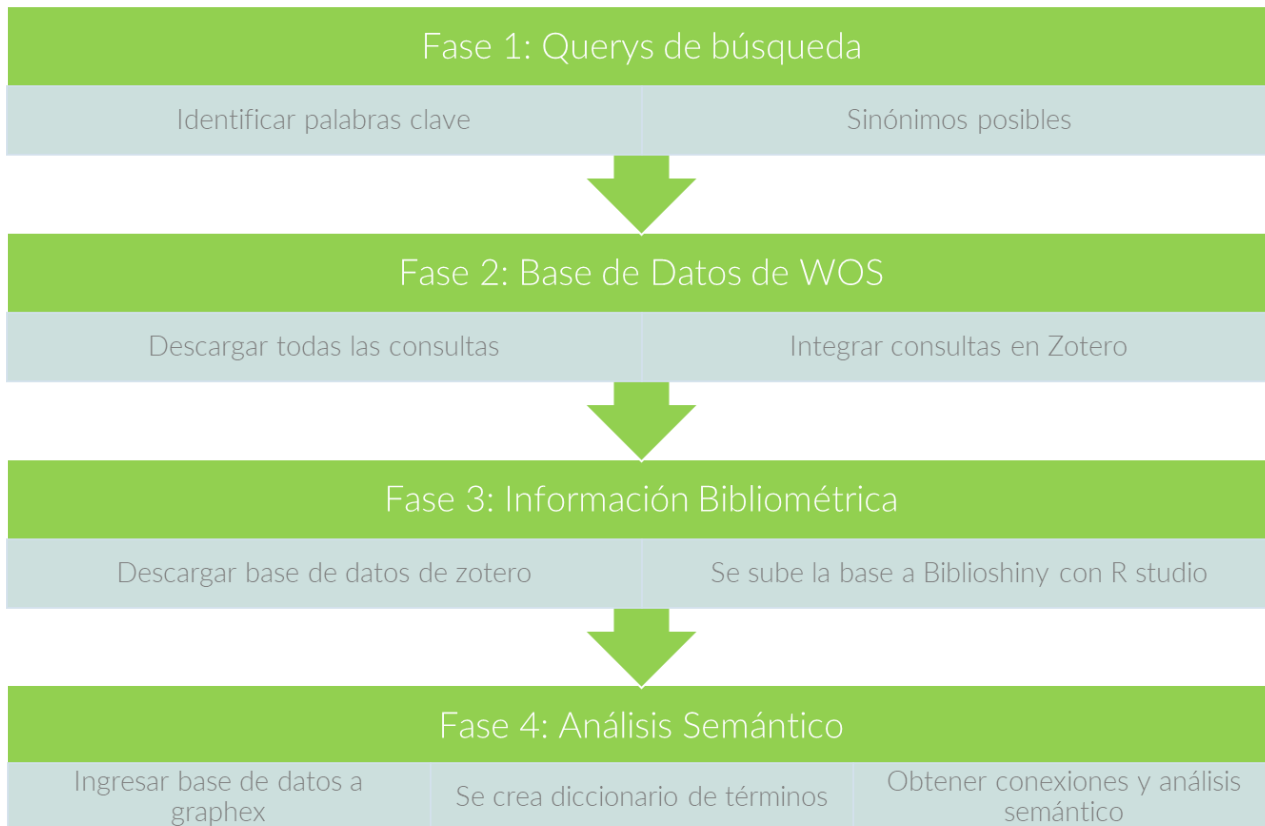 Fase 1: Querys de búsqueda
Identificar palabras clave
Sinónimos posibles
Fase 2: Base de Datos de WOS
Descargar todas las consultas
Integrar consultas en Zotero
Fase 3: Información Bibliométrica
Descargar base de datos de zotero
Se sube la base a Biblioshiny con R studio
Fase 4: Análisis Semántico
Ingresar base de datos a
graphex
Se crea diccionario de términos
Obtener conexiones y análisis
semántico